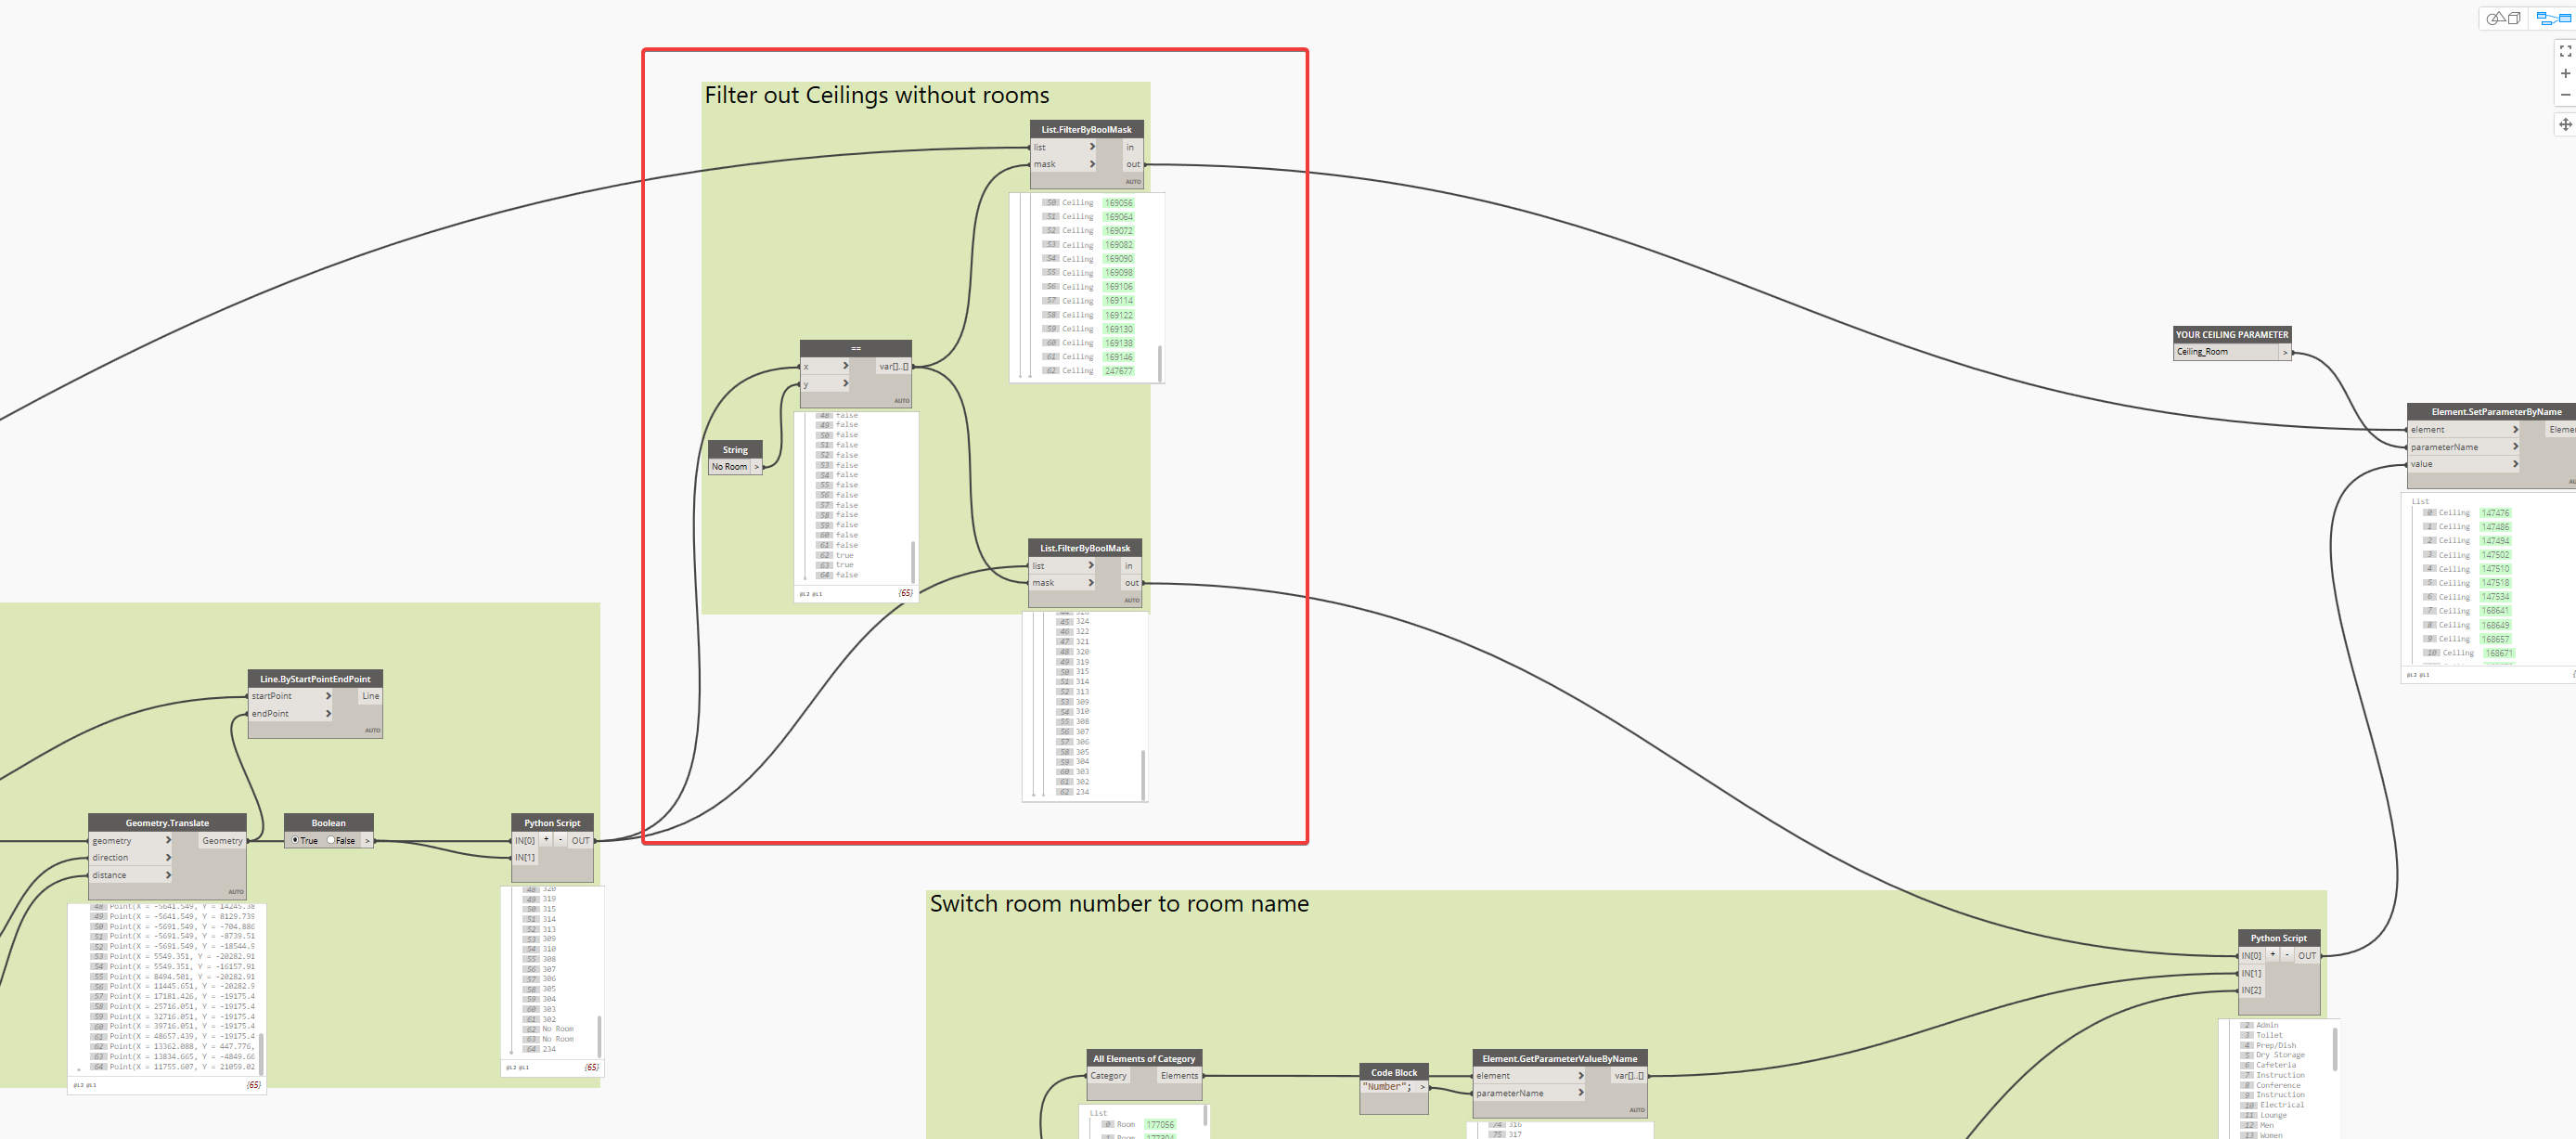 Filter out Ceilings without rooms
List.FilterByBoolMask
list > in
mask > out
AUTO
50 Ceiling 169056
51 Ceiling 169064
52 Ceiling 169072
53 Ceiling 169082
54 Ceiling 169090
55 Ceiling 169098
56 Ceiling 169106
57 Ceiling 169114
58 Ceiling 169122
59 Ceiling 169130
60 Ceiling 169138
61 Ceiling 169146
62 Ceiling 247677
==
x > var[]..[]
y >
AUTO
48 false
49 false
50 false
51 false
52 false
53 false
54 false
55 false
56 false
57 false
58 false
59 false
60 false
61 false
62 true
63 true
64 false
@L2 @L1 {65}
String
No Room >
List.FilterByBoolMask
list > in
mask > out
AUTO
45 324
46 322
47 321
48 320
49 319
50 315
51 314
52 313
53 309
54 310
55 308
56 307
57 306
58 305
59 304
60 303
61 302
62 234
YOUR CEILING PARAMETER
Ceiling_Room >
Element.SetParameterByName
element >
parameterName >
value >
List
0 Ceiling 147476
1 Ceiling 147486
2 Ceiling 147494
3 Ceiling 147502
4 Ceiling 147510
5 Ceiling 147518
6 Ceiling 147534
7 Ceiling 168641
8 Ceiling 168649
9 Ceiling 168657
10 Ceiling 168671
@L2 @L1
Line.ByStartPointEndPoint
startPoint > Line
endPoint >
AUTO
Geometry.Translate
geometry > Geometry
direction >
distance >
AUTO
48 Point(X = -5641.549, Y = 14245.38
49 Point(X = -5641.549, Y = 8129.739
50 Point(X = -5691.549, Y = -704.886
51 Point(X = -5691.549, Y = -8739.51
52 Point(X = -5691.549, Y = -18544.9
53 Point(X = 5549.351, Y = -20282.91
54 Point(X = 5549.351, Y = -16157.91
55 Point(X = 8494.501, Y = -20282.91
56 Point(X = 11445.651, Y = -20282.9
57 Point(X = 17181.426, Y = -19175.4
58 Point(X = 25716.051, Y = -19175.4
59 Point(X = 32716.051, Y = -19175.4
60 Point(X = 39716.051, Y = -19175.4
61 Point(X = 48657.439, Y = -19175.4
62 Point(X = 13362.088, Y = 447.776,
63 Point(X = 13834.665, Y = -4849.66
64 Point(X = 11755.607, Y = 21059.02
@L2 @L1 {65}
Boolean
True False >
Python Script
IN[0] + - OUT
IN[1]
48 320
49 319
50 315
51 314
52 313
53 309
54 310
55 308
56 307
57 306
58 305
59 304
60 303
61 302
62 No Room
63 No Room
64 234
@L2 @L1 {65}
Switch room number to room name
All Elements of Category
Category Elements
List
0 Room 177056
Code Block
"Number"; >
Element.GetParameterValueByName
element > var[]..[]
parameterName >
AUTO
74 316
75 317
Python Script
IN[0] + - OUT
IN[1]
IN[2]
2 Admin
3 Toilet
4 Prep/Dish
5 Dry Storage
6 Cafeteria
7 Instruction
8 Conference
9 Instruction
10 Electrical
11 Lounge
12 Men
13 Women